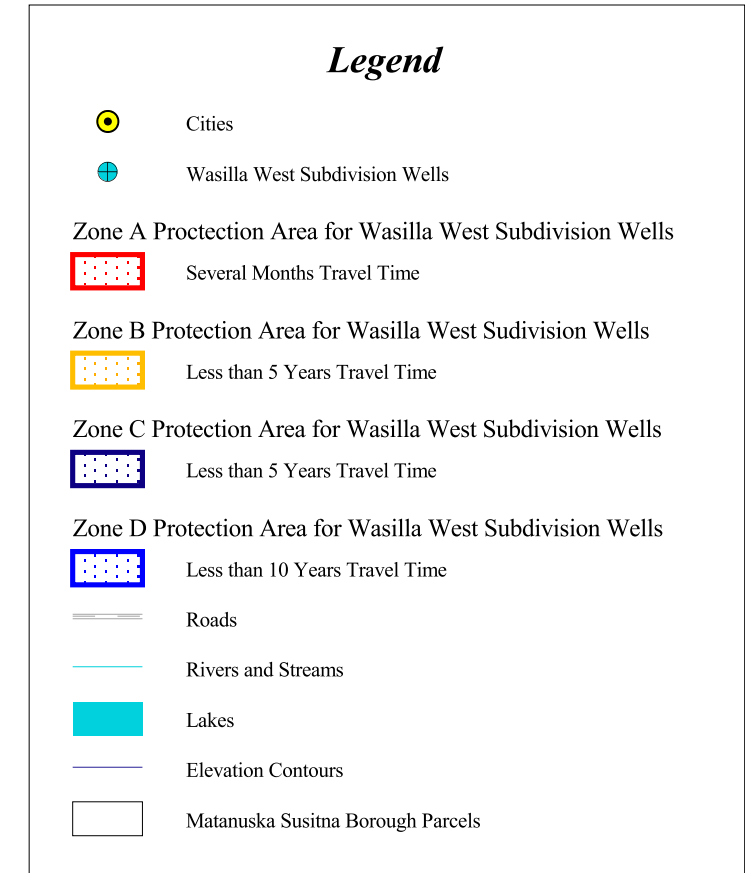 Legend
Cities
Wasilla West Subdivision Wells
Zone A Proctection Area for Wasilla West Subdivision Wells
Several Months Travel Time
Zone B Protection Area for Wasilla West Sudivision Wells
Less than 5 Years Travel Time
Zone C Protection Area for Wasilla West Subdivision Wells
Less than 5 Years Travel Time
Zone D Protection Area for Wasilla West Subdivision Wells
Less than 10 Years Travel Time
Roads
Rivers and Streams
Lakes
Elevation Contours
Matanuska Susitna Borough Parcels